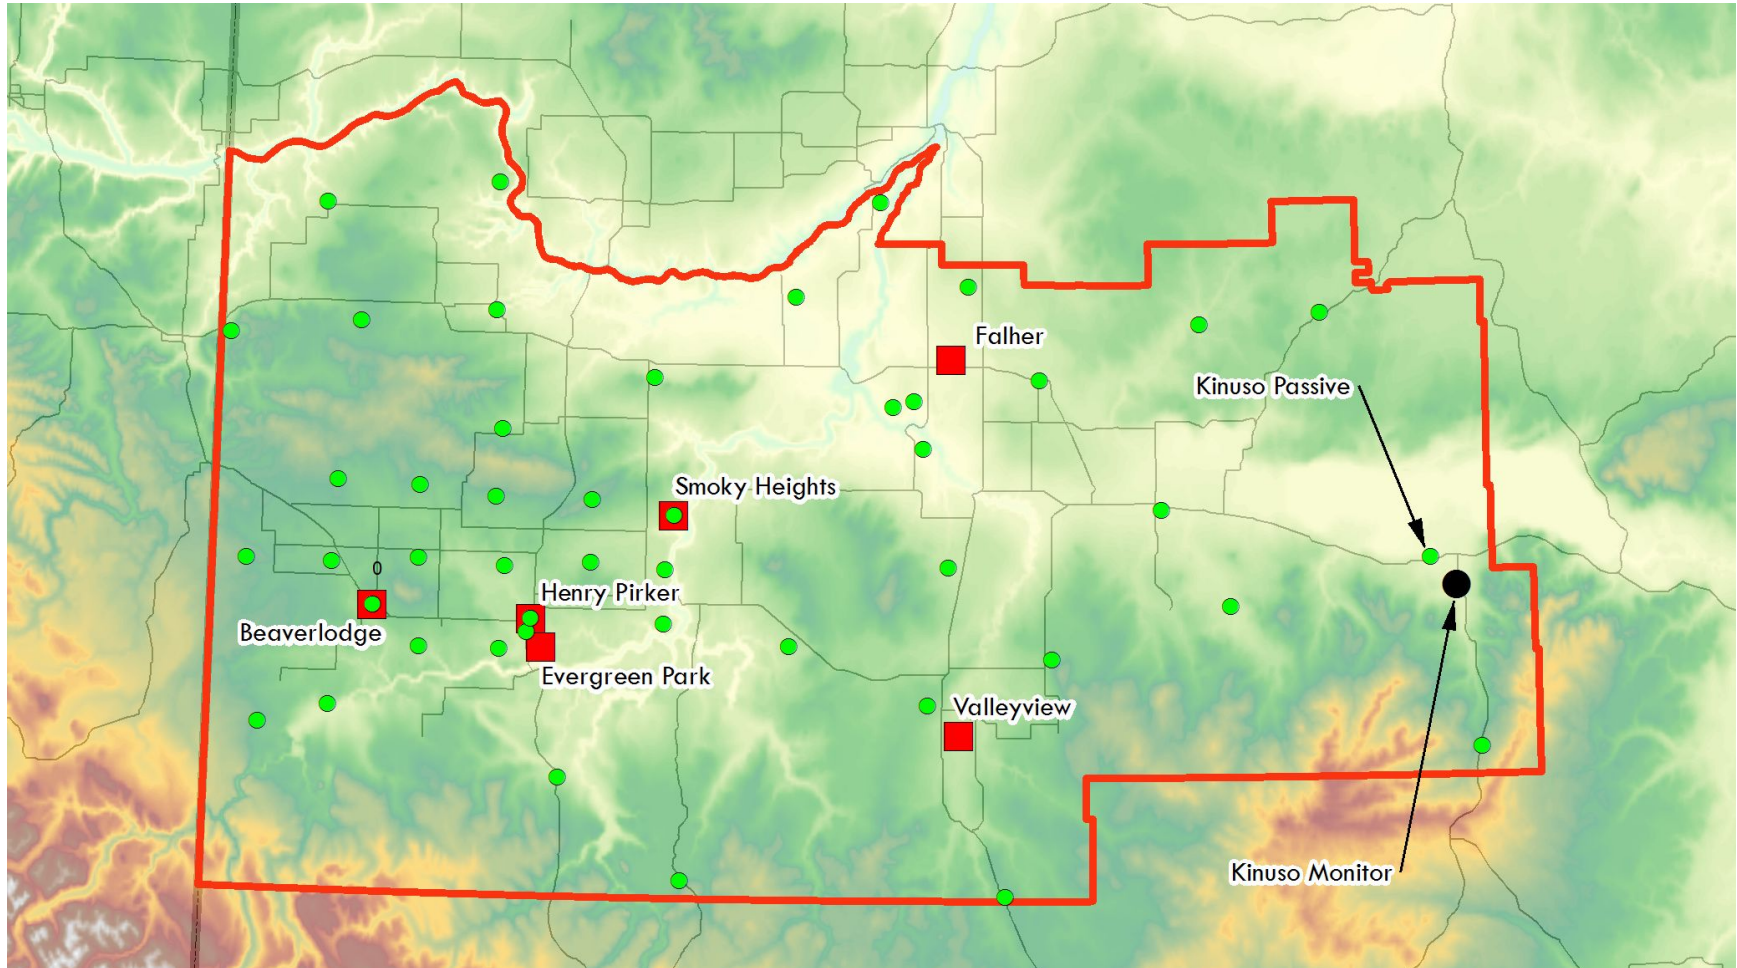 Falher
Kinuso Passive
Smoky Heights
0
Henry Pirker
Beaverlodge
Evergreen Park
Valleyview
Kinuso Monitor